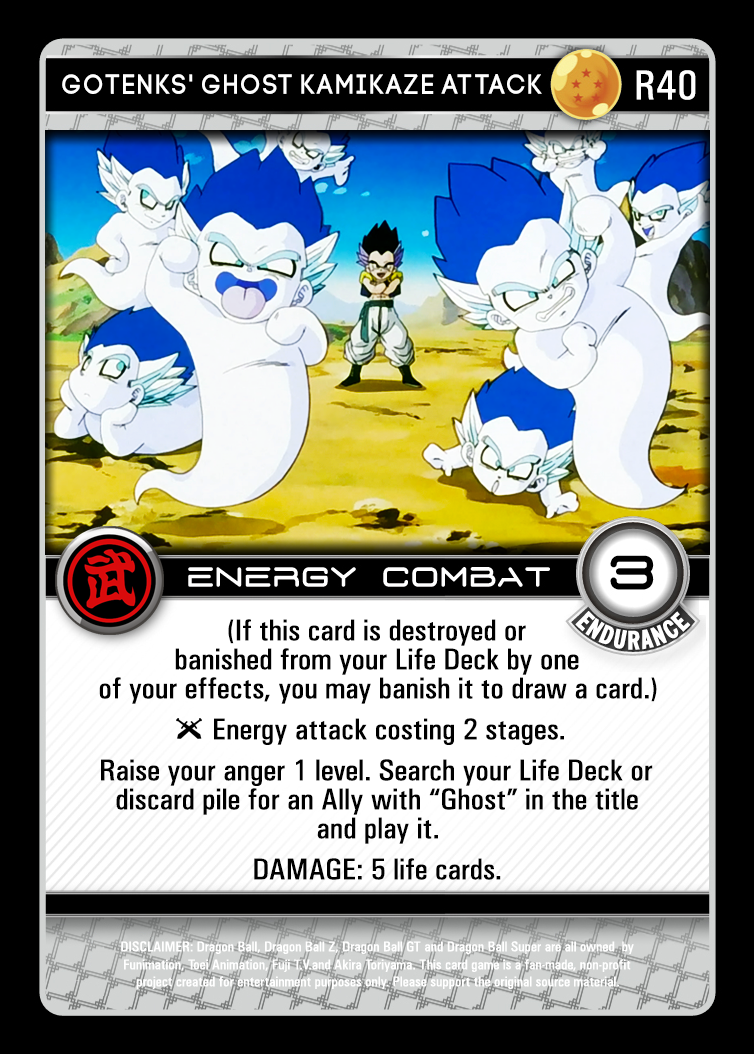 GOTENKS' GHOST KAMIKAZE ATTACK R40
武
ENERGY COMBAT
3
ENDURANCE
(If this card is destroyed or
banished from your Life Deck by one
of your effects, you may banish it to draw a card.)
Energy attack costing 2 stages.
Raise your anger 1 level. Search your Life Deck or
discard pile for an Ally with “Ghost” in the title
and play it.
DAMAGE: 5 life cards.
DISCLAIMER: Dragon Ball, Dragon Ball Z, Dragon Ball GT and Dragon Ball Super are all owned by
Funimation, Toei Animation, Fuji T.V.and Akira Toriyama. This card game is a fan-made, non-profit
project created for entertainment purposes only. Please support the original source material.